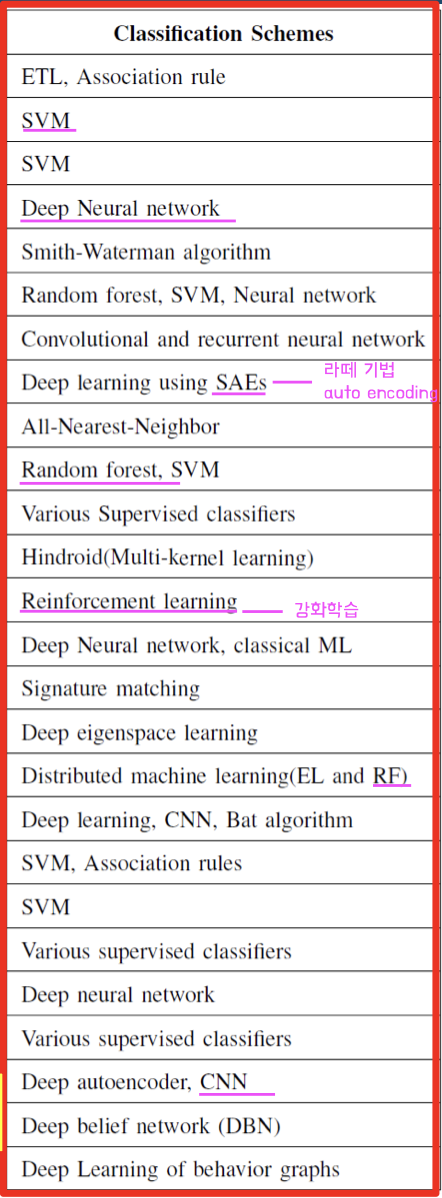 Classification Schemes
ETL, Association rule
SVM
SVM
Deep Neural network
Smith-Waterman algorithm
Random forest, SVM, Neural network
Convolutional and recurrent neural network
Deep learning using SAEs
라떼 기법
auto encoding
All-Nearest-Neighbor
Random forest, SVM
Various Supervised classifiers
Hindroid(Multi-kernel learning)
Reinforcement learning
강화학습
Deep Neural network, classical ML
Signature matching
Deep eigenspace learning
Distributed machine learning(EL and RF)
Deep learning, CNN, Bat algorithm
SVM, Association rules
SVM
Various supervised classifiers
Deep neural network
Various supervised classifiers
Deep autoencoder, CNN
Deep belief network (DBN)
Deep Learning of behavior graphs